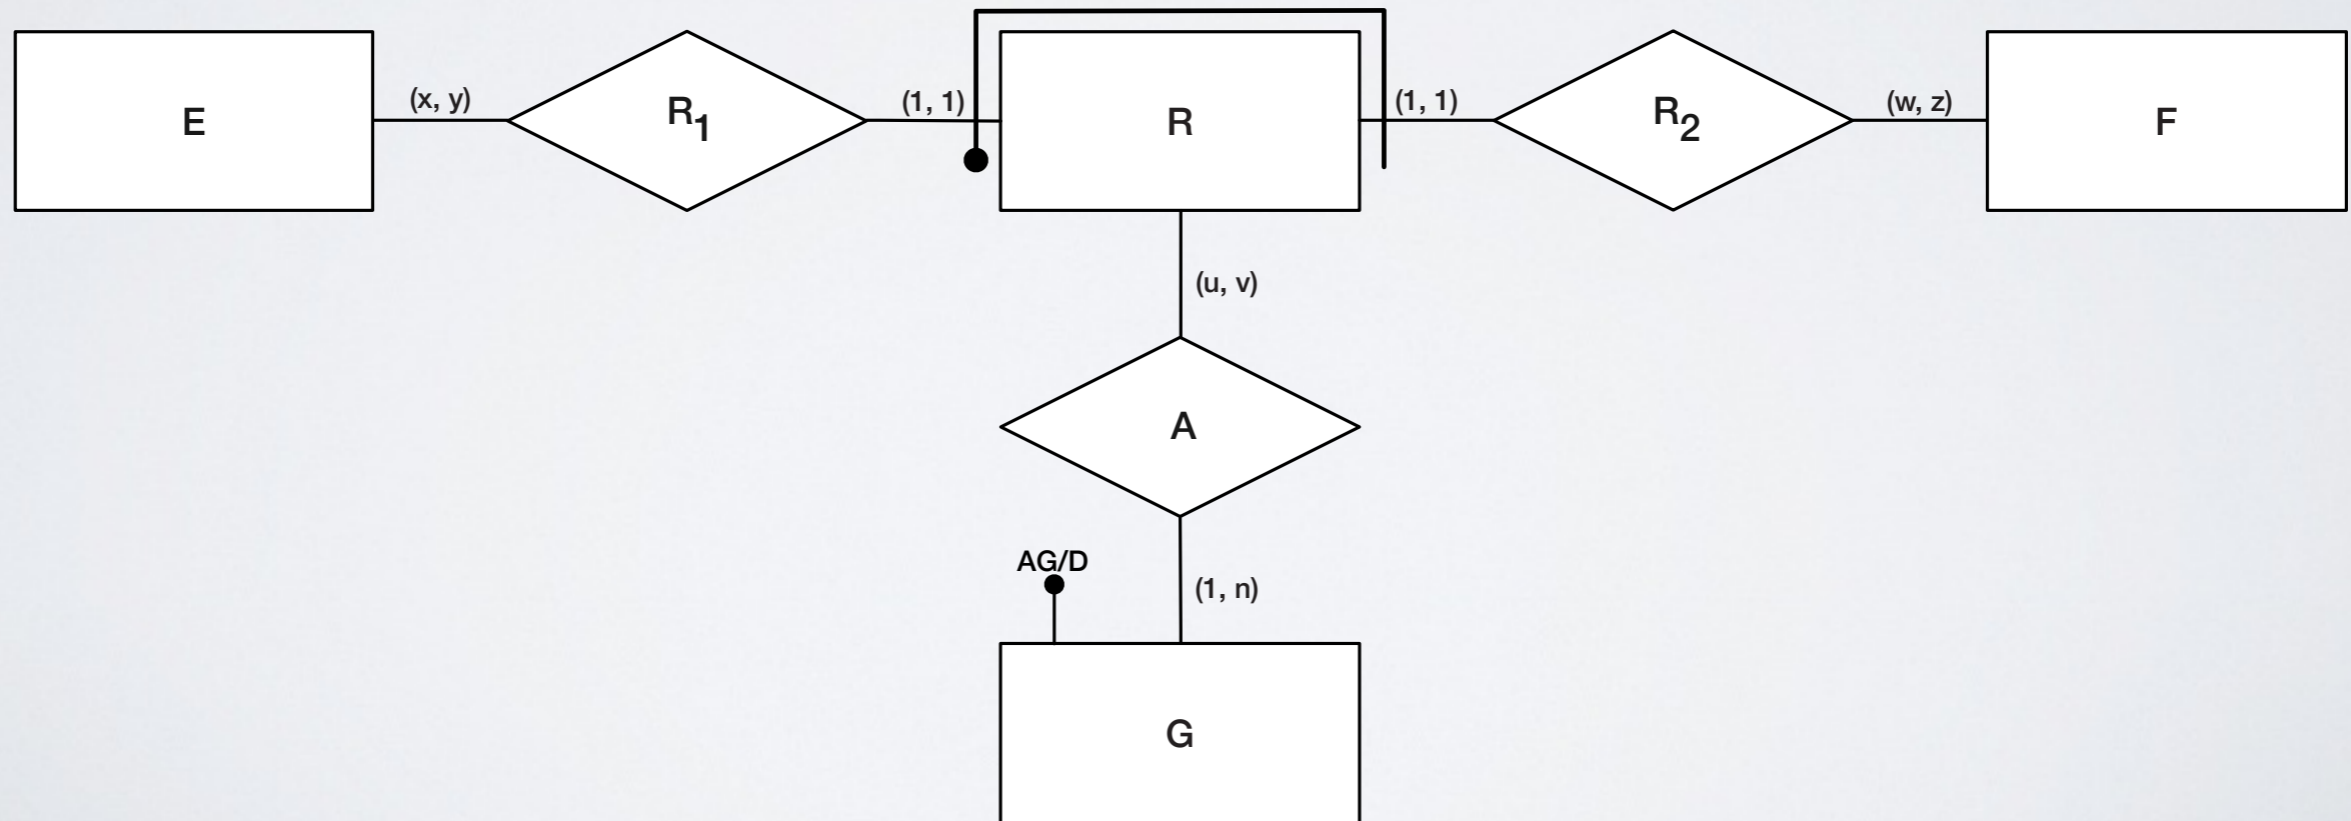 E
(x, y)
R1
(1, 1)
R
(1, 1)
R2
(w, z)
F
(u, v)
A
AG/D
(1, n)
G